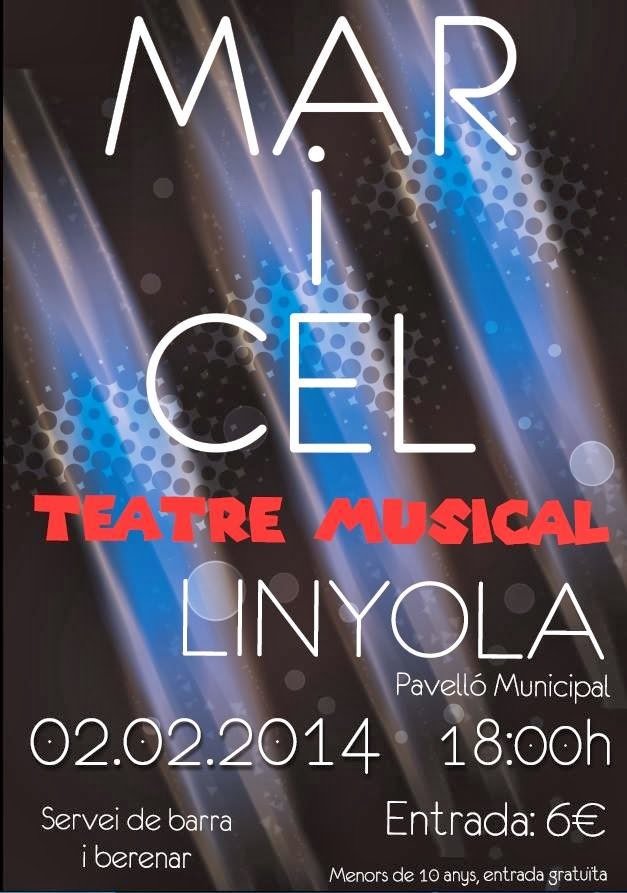 MAR
i
CEL
TEATRE MUSICAL
LINYOLA
Pavelló Municipal
02.02.2014 18:00h
Servei de barra
i berenar
Entrada: 6€
Menors de 10 anys, entrada gratuïta